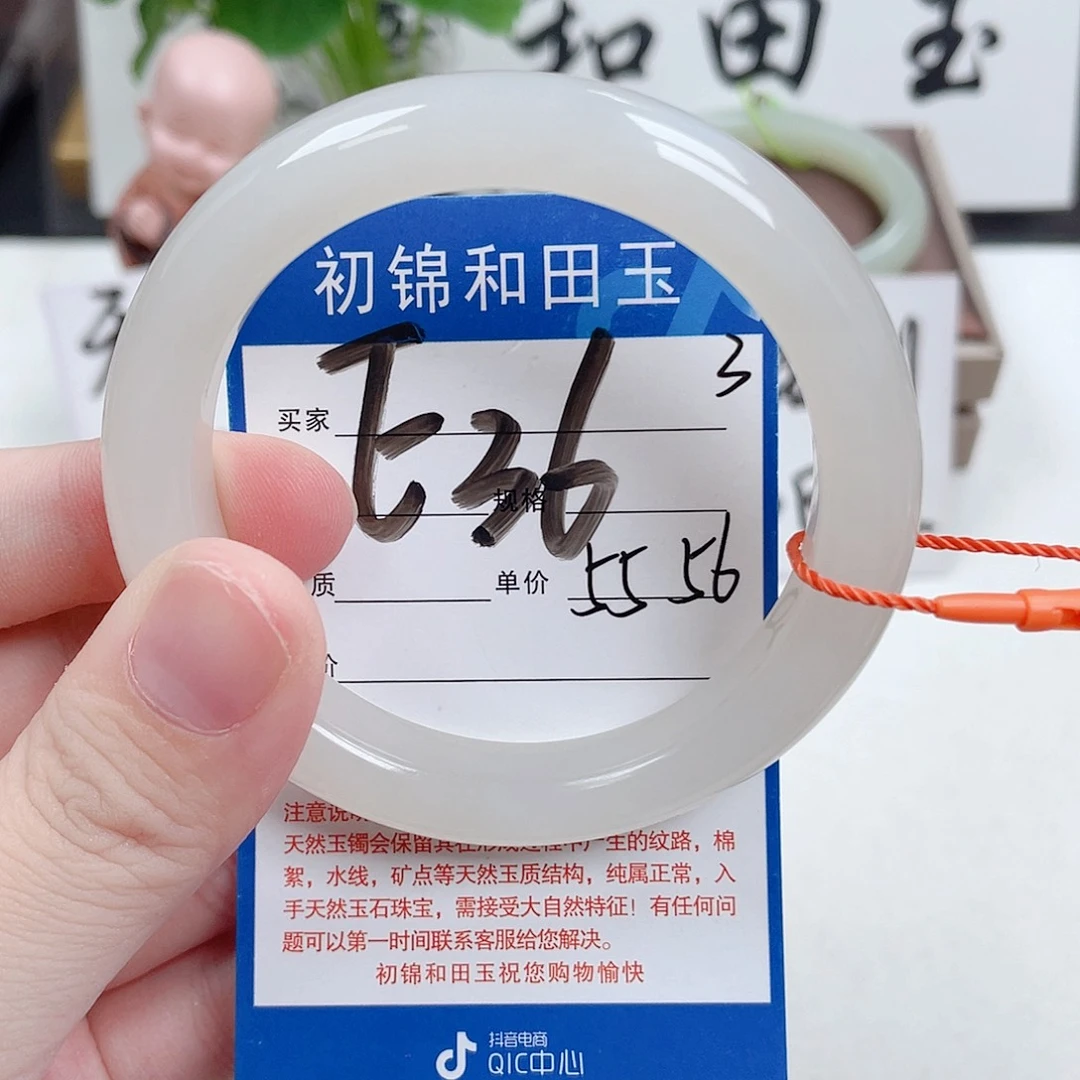 和田玉
初锦和田玉
3
买家
E36
规格
质
单价 55 56
价
注意说
天然玉镯会保留其在形成过程中产生的纹路，棉
絮，水线，矿点等天然玉质结构，纯属正常，入
手天然玉石珠宝，需接受大自然特征！有任何问
题可以第一时间联系客服给您解决。
初锦和田玉祝您购物愉快
抖音电商
QIC中心